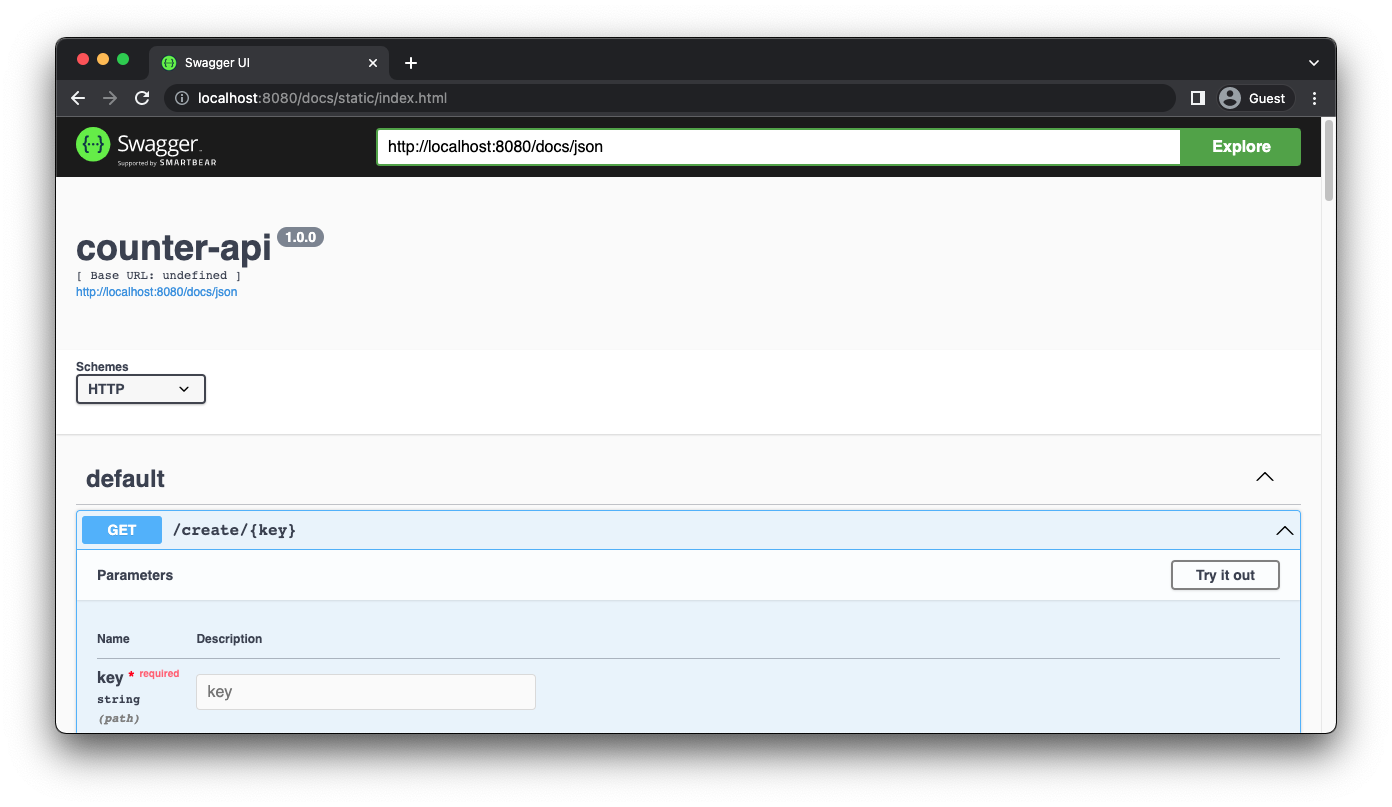 Swagger UI
localhost:8080/docs/static/index.html
Guest
Swagger
Supported by SMARTBEAR
http://localhost:8080/docs/json
Explore
counter-api 1.0.0
[ Base URL: undefined ]
http://localhost:8080/docs/json
Schemes
HTTP
default
GET /create/{key}
Parameters
Try it out
Name Description
key * required
string
(path)
key